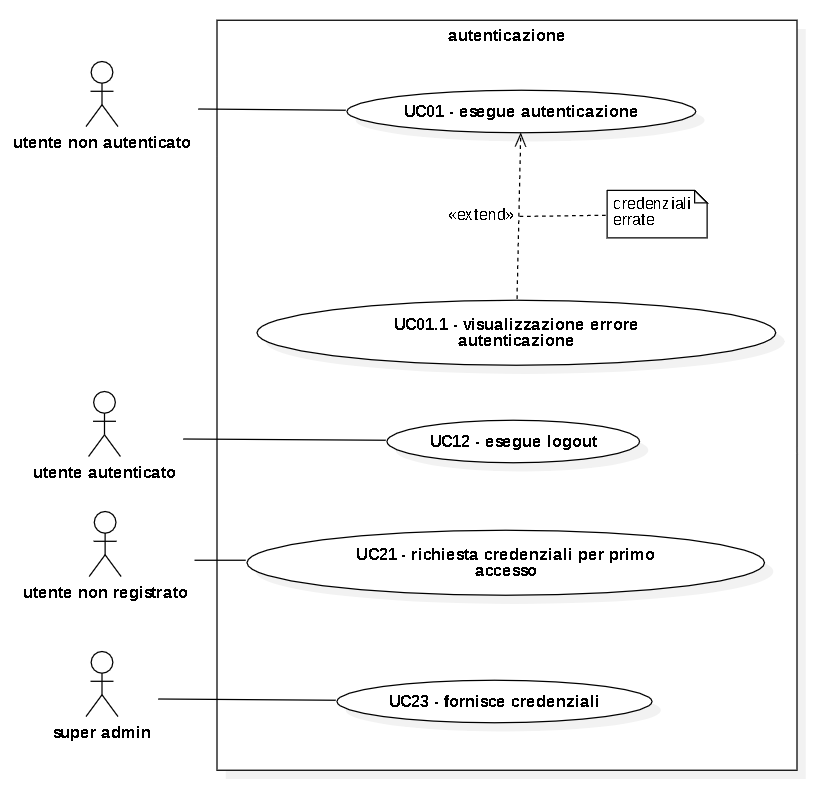 autenticazione
UC01 - esegue autenticazione
utente non autenticato
«extend»
credenziali
errate
UC01.1 - visualizzazione errore
autenticazione
UC12 - esegue logout
utente autenticato
UC21 - richiesta credenziali per primo
accesso
utente non registrato
UC23 - fornisce credenziali
super admin